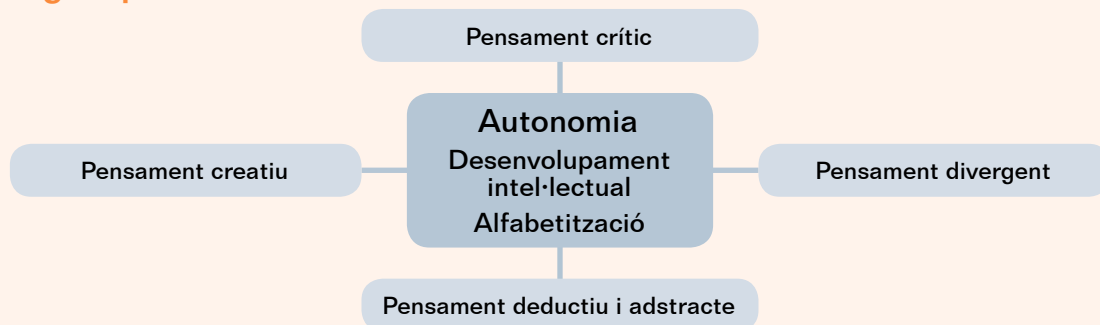 Pensament crític
Autonomia
Desenvolupament
intel·lectual
Alfabetització
Pensament creatiu
Pensament divergent
Pensament deductiu i adstracte